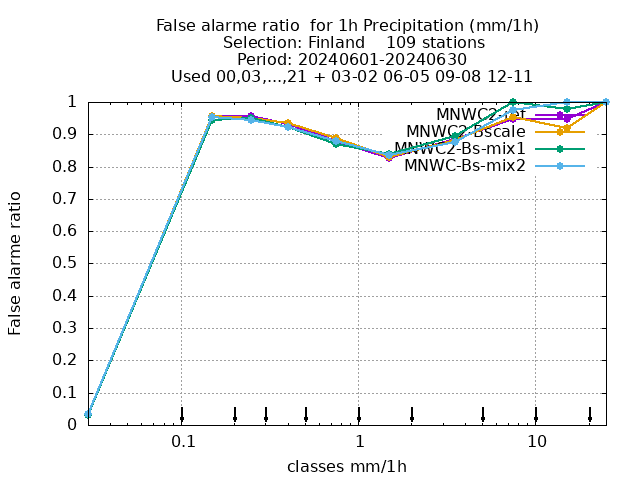 False alarme ratio  for 1h Precipitation (mm/1h)
Selection: Finland    109 stations
Period: 20240601-20240630
Used 00,03,...,21 + 03-02 06-05 09-08 12-11
False alarme ratio
1
0.9
0.8
0.7
0.6
0.5
0.4
0.3
0.2
0.1
0
MNWC2-ref
MNWC2-Bscale
MNWC2-Bs-mix1
MNWC-Bs-mix2
0.1
1
10
classes mm/1h